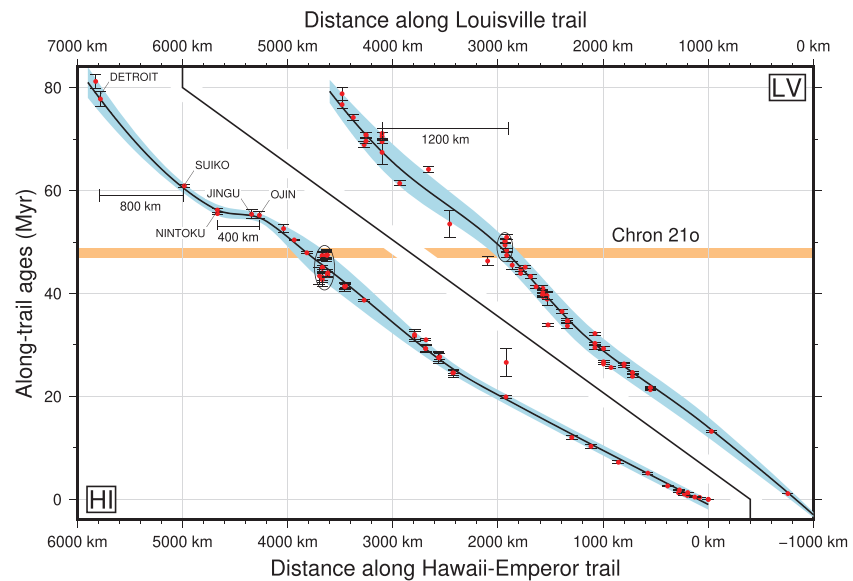 Distance along Louisville trail
7000 km 6000 km 5000 km 4000 km 3000 km 2000 km 1000 km 0 km
80
60
40
20
0
Along-trail ages (Myr)
DETROIT
LV
1200 km
SUIKO
JINGU
OJIN
800 km
NINTOKU
400 km
Chron 21o
HI
6000 km 5000 km 4000 km 3000 km 2000 km 1000 km 0 km −1000 km
Distance along Hawaii-Emperor trail